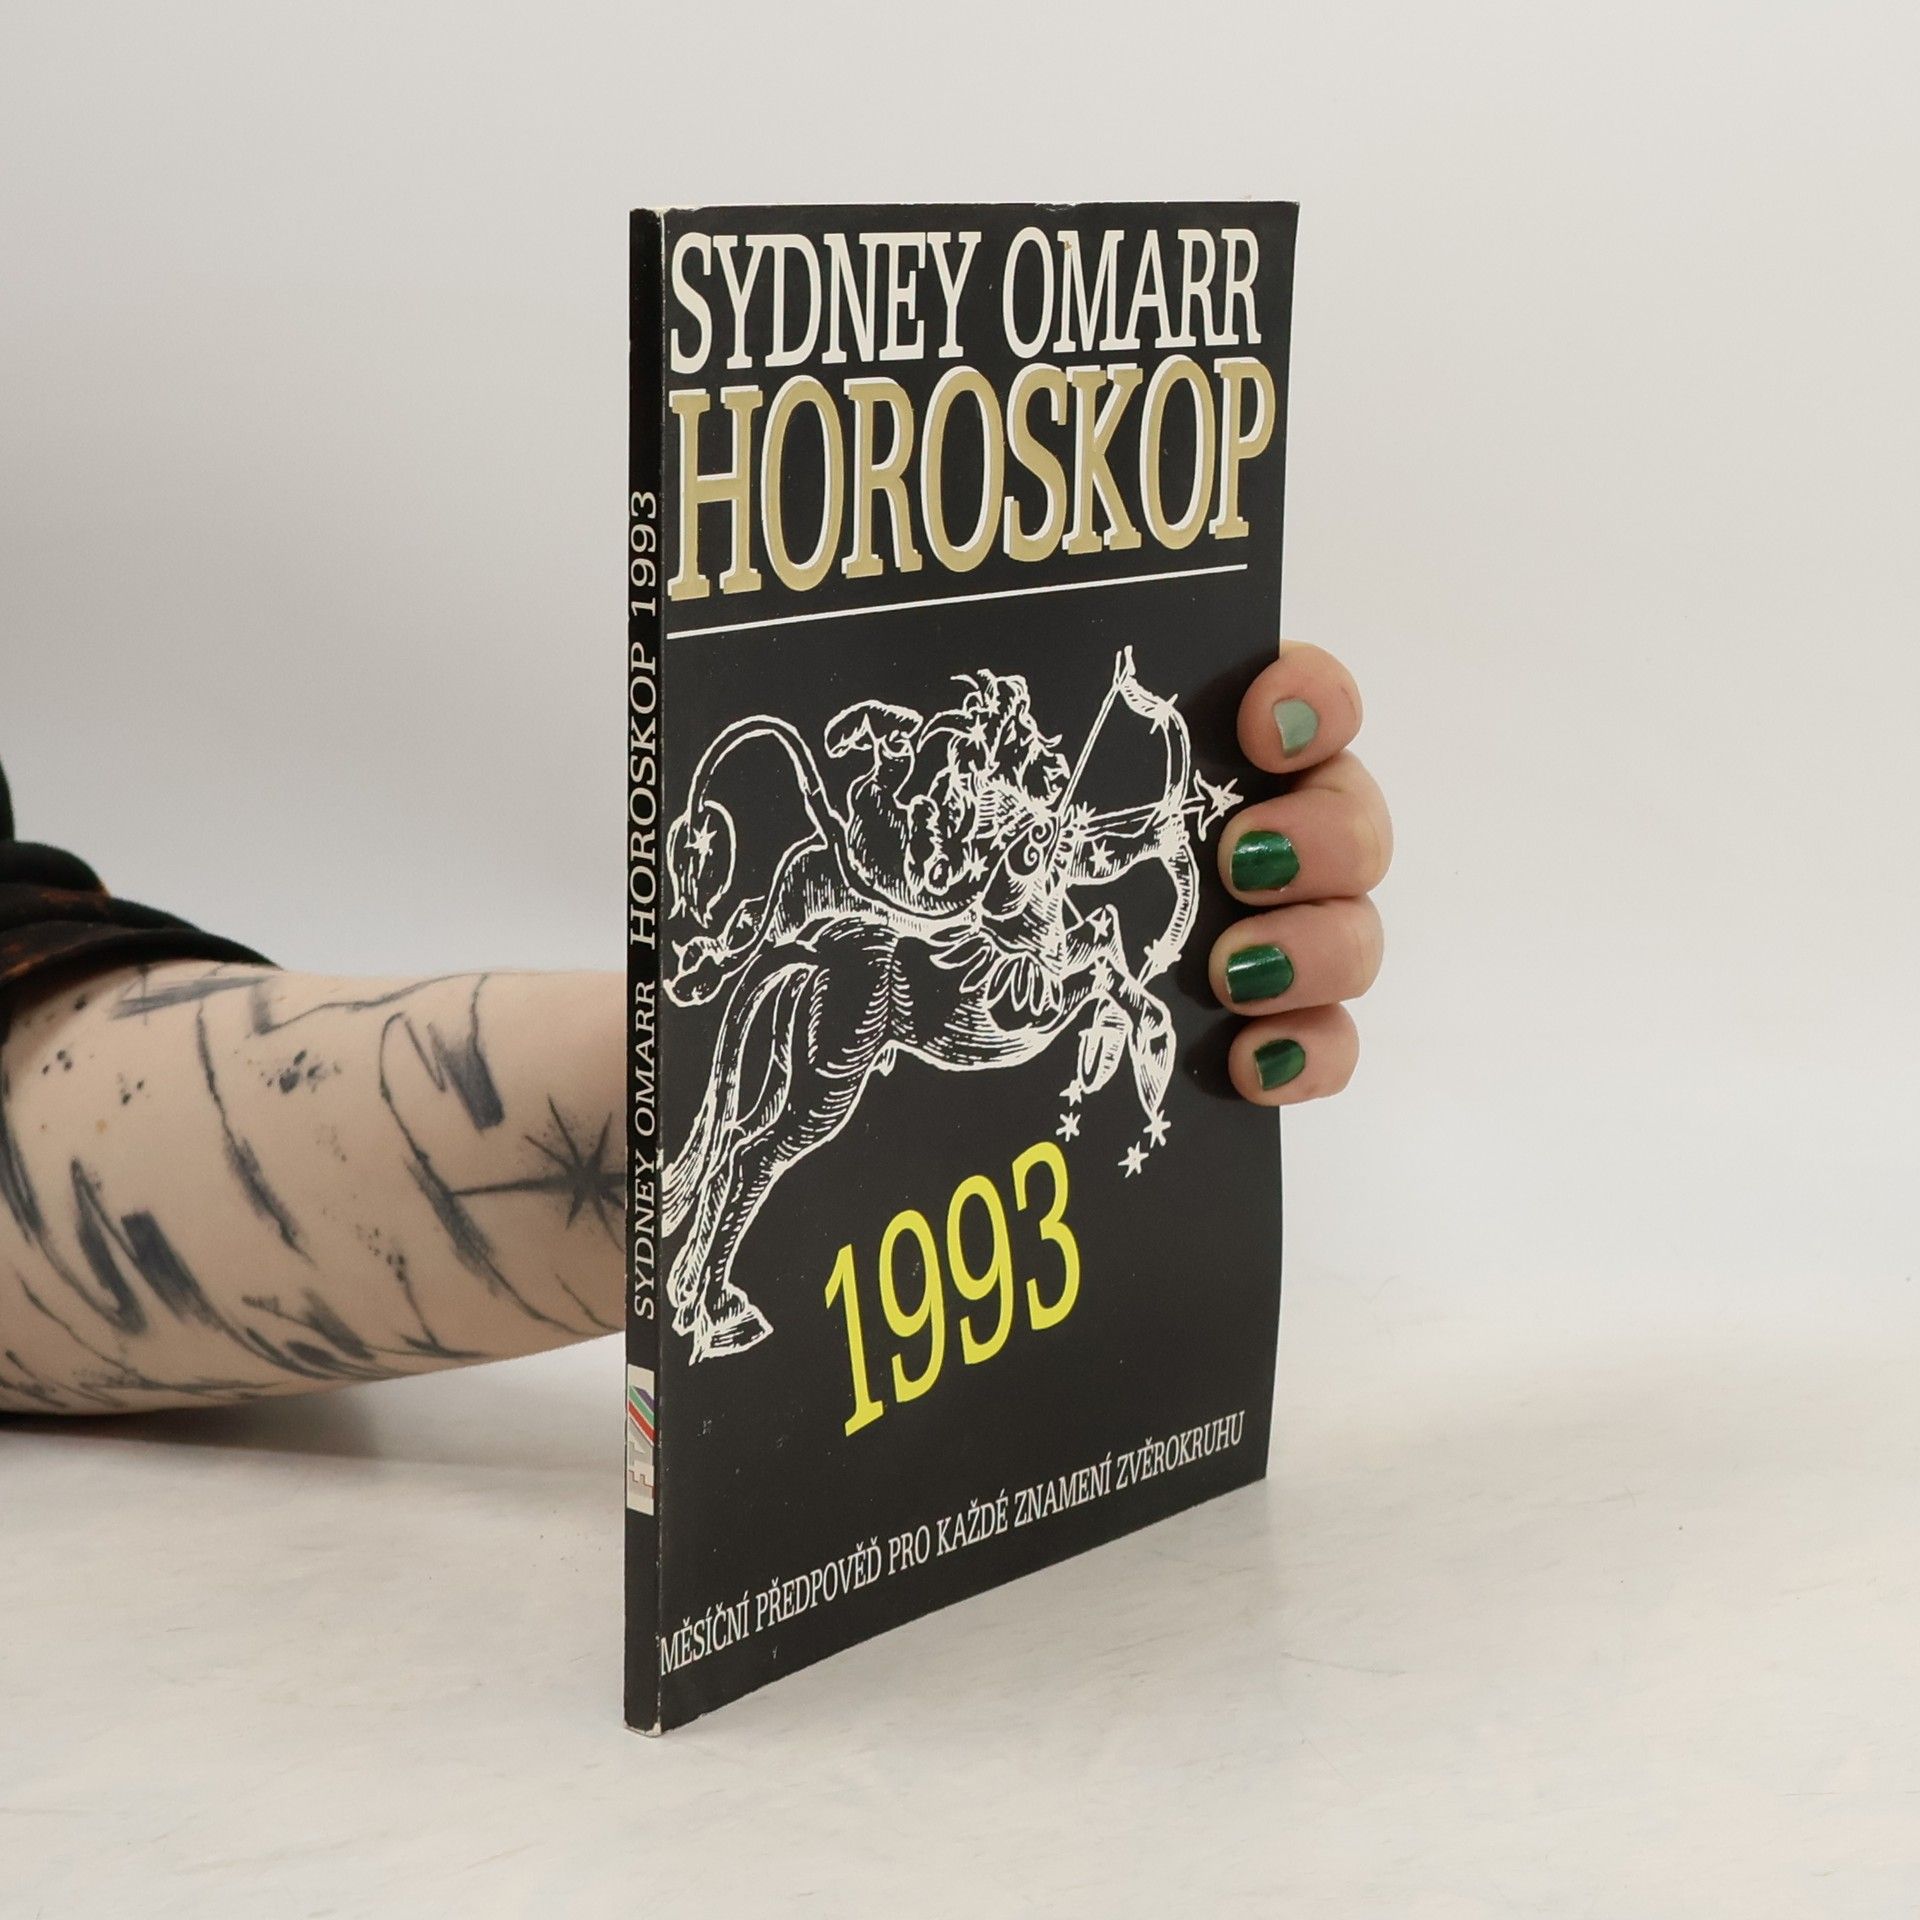 SYDNEY OMARR
HOROSKOP
1993
MĚSÍČNÍ PŘEDPOVĚĎ PRO KAŽDÉ ZNAMENÍ ZVĚROKRUHU
SYDNEY OMARR HOROSKOP 1993